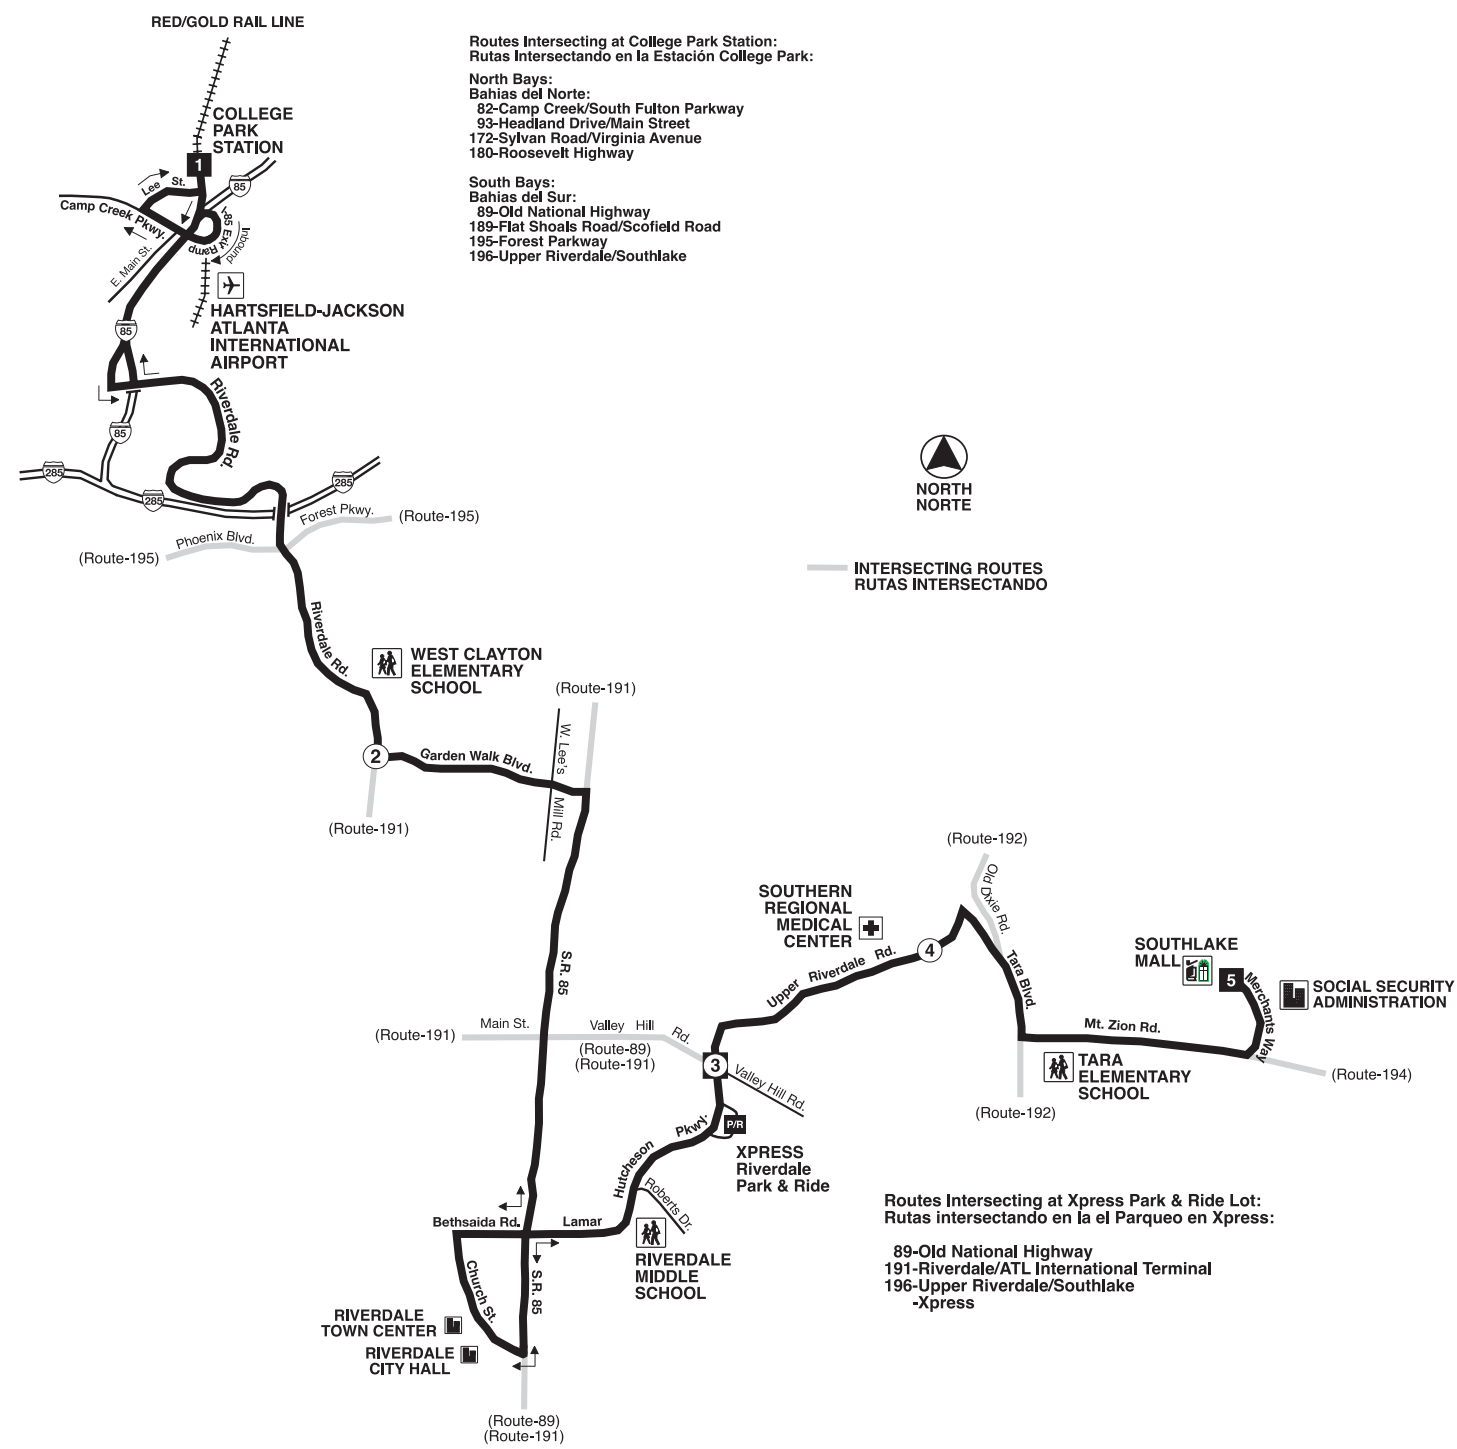 RED/GOLD RAIL LINE
Routes Intersecting at College Park Station:
Rutas Intersectando en la Estación College Park:
North Bays:
Bahias del Norte:
82-Camp Creek/South Fulton Parkway
93-Headland Drive/Main Street
172-Sylvan Road/Virginia Avenue
180-Roosevelt Highway
South Bays:
Bahias del Sur:
89-Old National Highway
189-Flat Shoals Road/Scofield Road
195-Forest Parkway
196-Upper Riverdale/Southlake
COLLEGE
PARK
STATION
1
Lee St.
85
Camp Creek Pkwy.
I-85 Exit Ramp
Inbound
E. Main St.
HARTSFIELD-JACKSON
ATLANTA
INTERNATIONAL
AIRPORT
85
Riverdale Rd.
85
285
285
285
NORTH
NORTE
Forest Pkwy.
(Route-195)
Phoenix Blvd.
(Route-195)
INTERSECTING ROUTES
RUTAS INTERSECTANDO
Riverdale Rd.
WEST CLAYTON
ELEMENTARY
SCHOOL
(Route-191)
2
Garden Walk Blvd.
W. Lee's
Mill Rd.
(Route-191)
(Route-192)
Old Dixie Rd.
SOUTHERN
REGIONAL
MEDICAL
CENTER
4
Upper Riverdale Rd.
Tara Blvd.
SOUTHLAKE
MALL
5
Merchants Way
SOCIAL SECURITY
ADMINISTRATION
S.R. 85
(Route-191)
Main St.
Valley Hill
Rd.
(Route-89)
(Route-191)
Mt. Zion Rd.
3
Valley Hill Rd.
TARA
ELEMENTARY
SCHOOL
(Route-194)
(Route-192)
P/R
Hutcheson
Pkwy.
XPRESS
Riverdale
Park & Ride
Roberts Dr.
Bethsaida Rd.
Lamar
RIVERDALE
MIDDLE
SCHOOL
Routes Intersecting at Xpress Park & Ride Lot:
Rutas intersectando en la el Parqueo en Xpress:
89-Old National Highway
191-Riverdale/ATL International Terminal
196-Upper Riverdale/Southlake
-Xpress
Church St.
S.R. 85
RIVERDALE
TOWN CENTER
RIVERDALE
CITY HALL
(Route-89)
(Route-191)